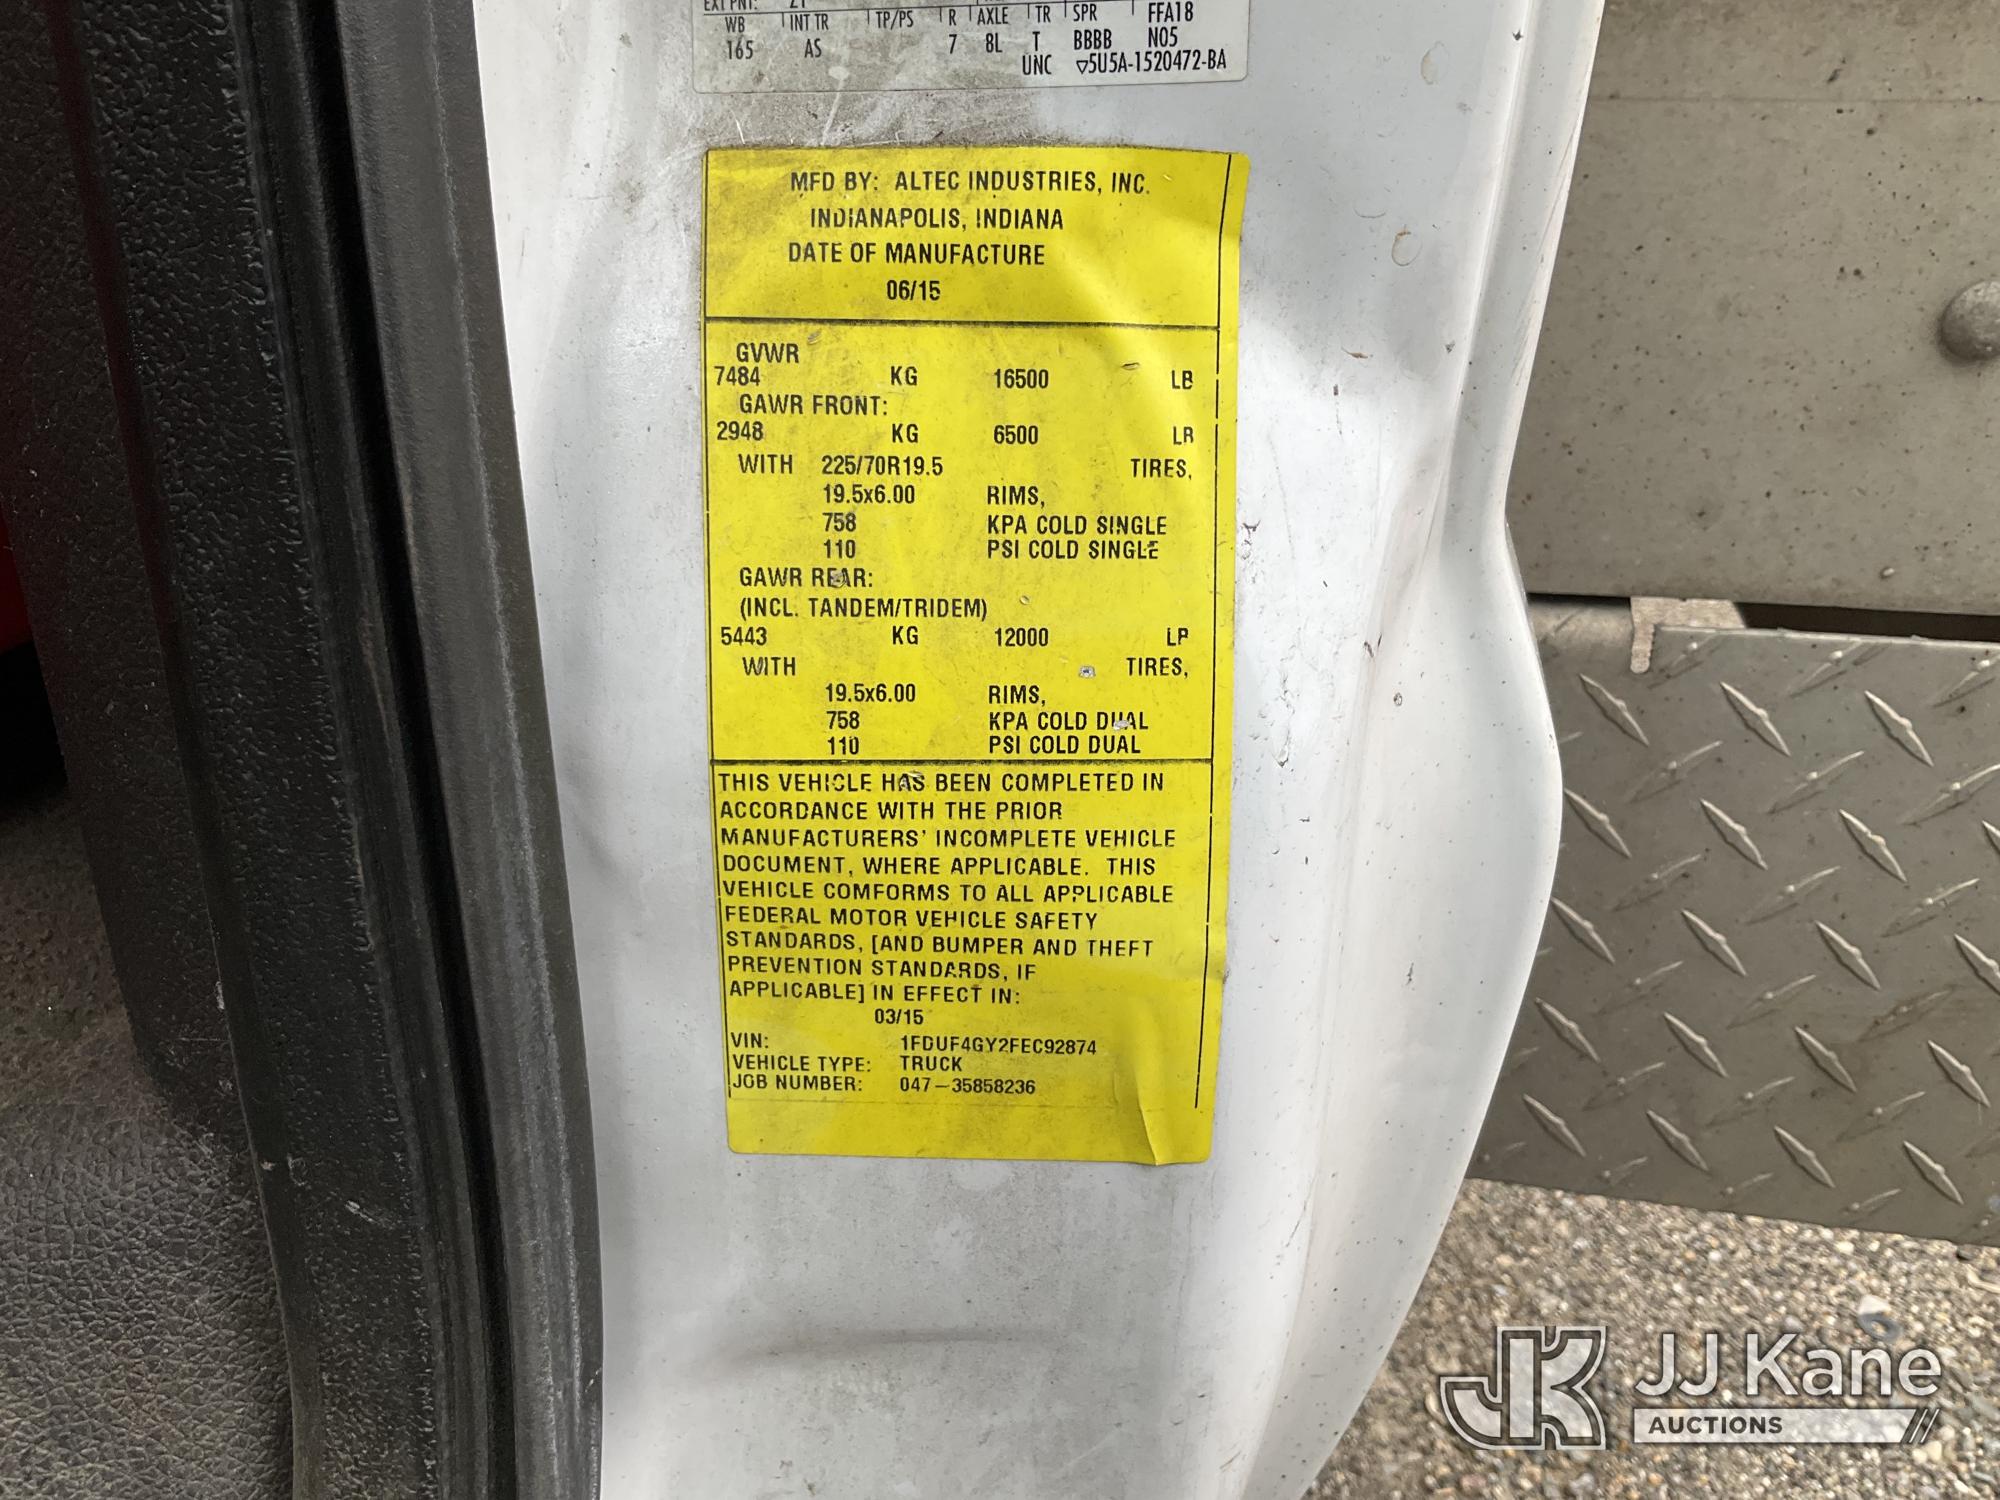 WB INT TR TP/PS R AXLE TR SPR FFA18
165 AS 7 8L T BBBB N05
UNC ▽5U5A-1520472-BA
MFD BY: ALTEC INDUSTRIES, INC.
INDIANAPOLIS, INDIANA
DATE OF MANUFACTURE
06/15
GVWR
7484 KG 16500 LB
GAWR FRONT:
2948 KG 6500 LB
WITH 225/70R19.5 TIRES,
19.5x6.00 RIMS,
758 KPA COLD SINGLE
110 PSI COLD SINGLE
GAWR REAR:
(INCL. TANDEM/TRIDEM)
5443 KG 12000 LB
WITH TIRES,
19.5x6.00 RIMS,
758 KPA COLD DUAL
110 PSI COLD DUAL
THIS VEHICLE HAS BEEN COMPLETED IN
ACCORDANCE WITH THE PRIOR
MANUFACTURERS' INCOMPLETE VEHICLE
DOCUMENT, WHERE APPLICABLE. THIS
VEHICLE COMFORMS TO ALL APPLICABLE
FEDERAL MOTOR VEHICLE SAFETY
STANDARDS, [AND BUMPER AND THEFT
PREVENTION STANDARDS, IF
APPLICABLE] IN EFFECT IN:
03/15
VIN: 1FDUF4GY2FEC92874
VEHICLE TYPE: TRUCK
JOB NUMBER: 047-35858236
JK JJ Kane
AUCTIONS